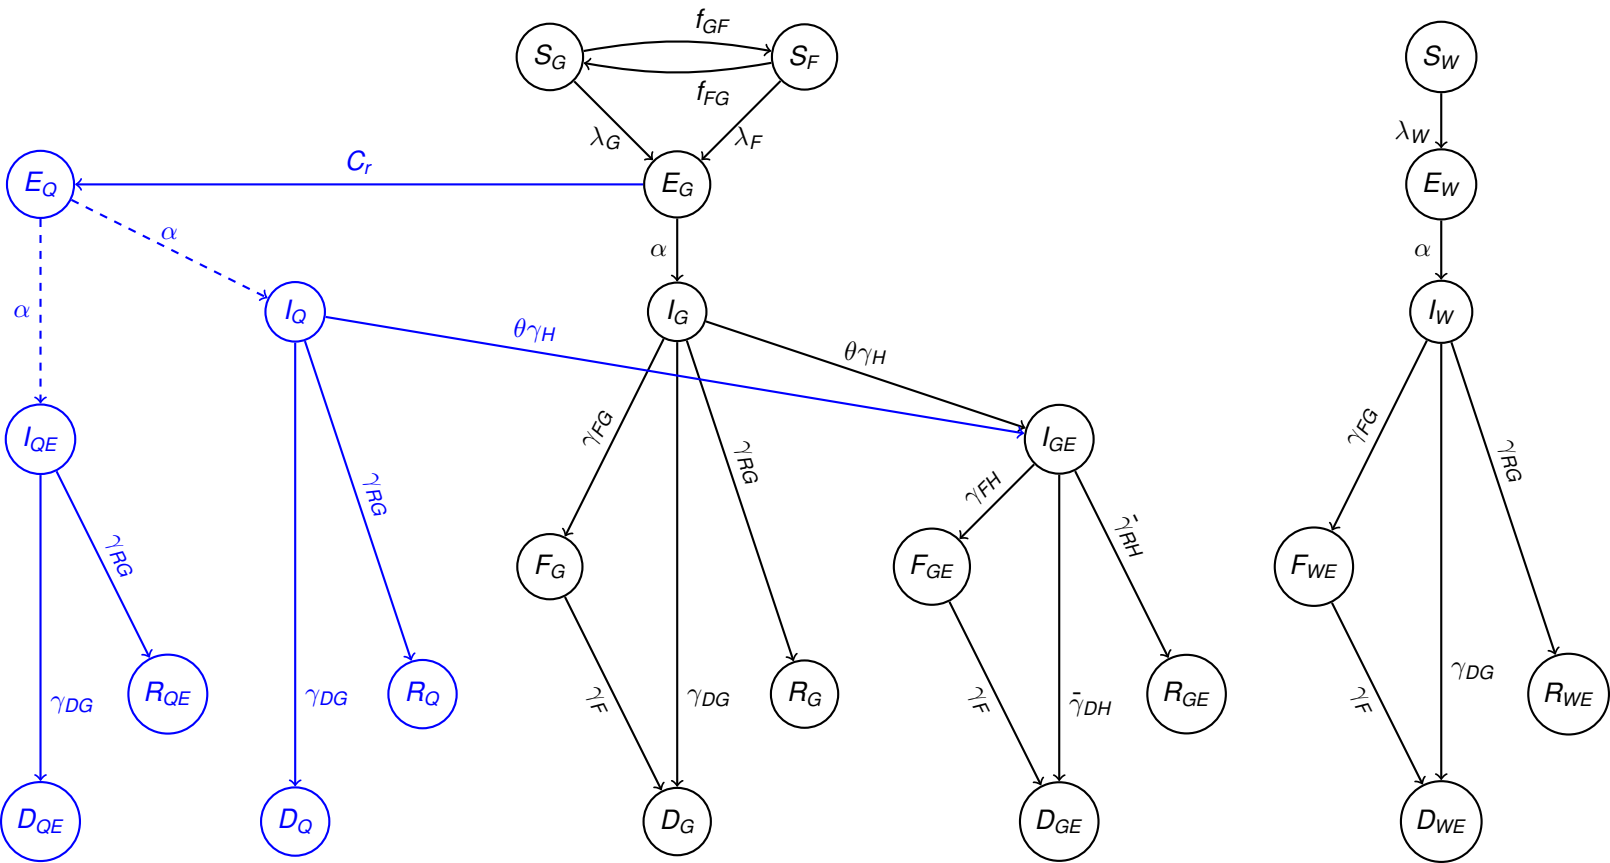 f_GF
S_G S_F S_W
f_FG
λ_G λ_F λ_W
C_r
E_Q E_G E_W
α α α
I_Q I_G I_W
α θγ_H θγ_H
I_QE I_GE
γ_FG γ_FG
γ_RG γ_RG γ_FH γ_RG
γ_RG γ̄_RH
F_G F_GE F_WE
R_QE R_Q R_G R_GE R_WE
γ_DG γ_DG γ_F γ_DG γ_F γ̄_DH γ_F γ_DG
D_QE D_Q D_G D_GE D_WE